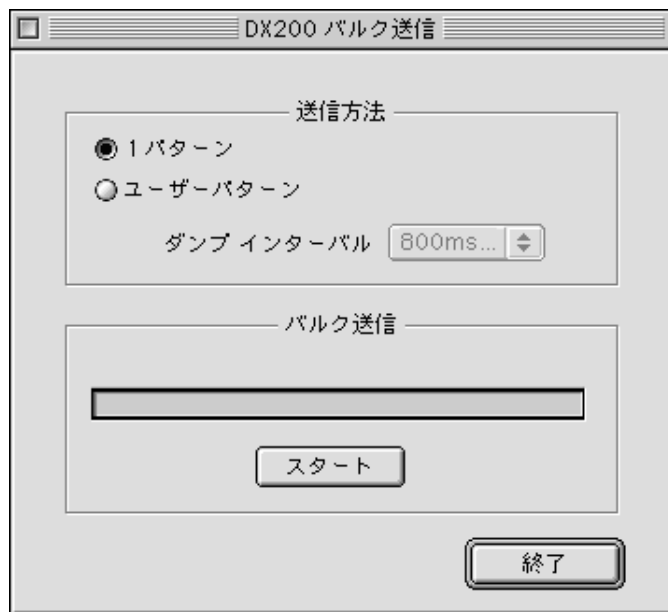 DX200 バルク送信
送信方法
1パターン
ユーザーパターン
ダンプ インターバル 800ms...
バルク送信
スタート
終了